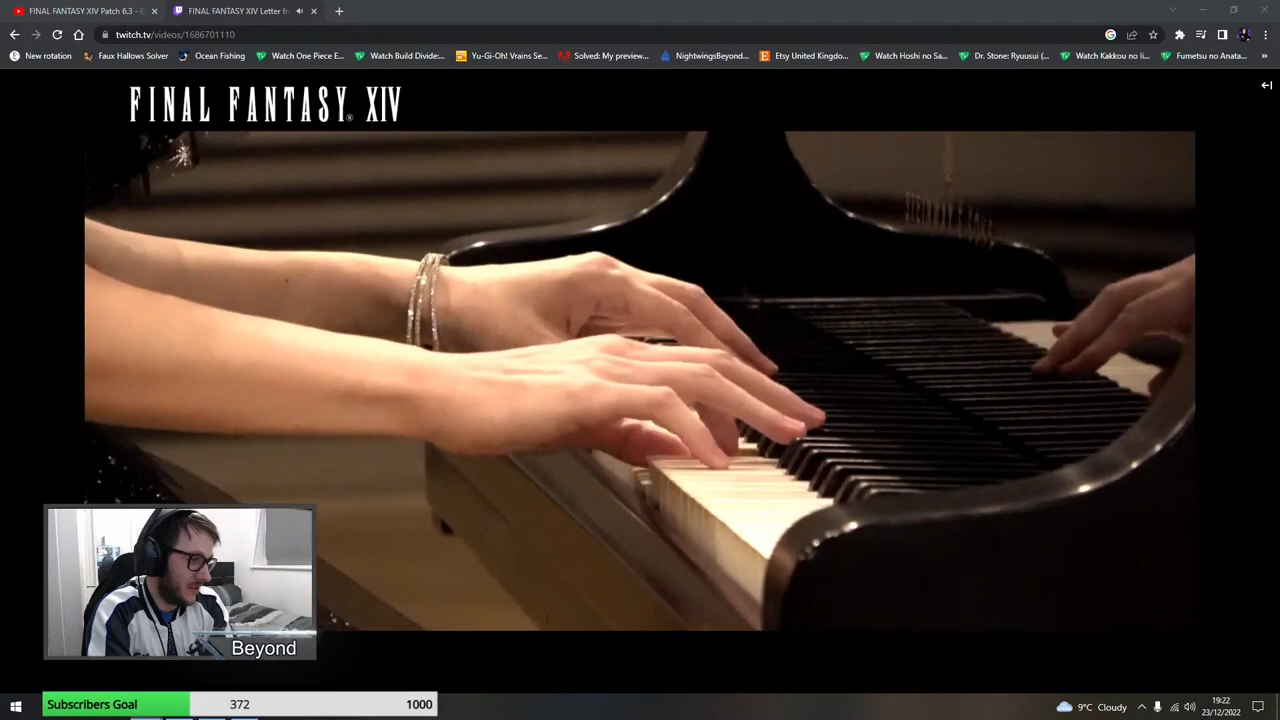 FINAL FANTASY XIV Patch 6.3 -
FINAL FANTASY XIV Letter fr
twitch.tv/videos/1686701110
New rotation
Faux Hallows Solver
Ocean Fishing
Watch One Piece E...
Watch Build Divide:...
Yu-Gi-Oh! Vrains Se...
Solved: My preview...
NightwingsBeyond...
Etsy United Kingdo...
Watch Hoshi no Sa...
Dr. Stone: Ryuusui (...
Watch Kakkou no Ii...
Fumetsu no Anata...
FINAL FANTASY® XIV
Beyond
Subscribers Goal 372 1000
9°C Cloudy
19:22
23/12/2022